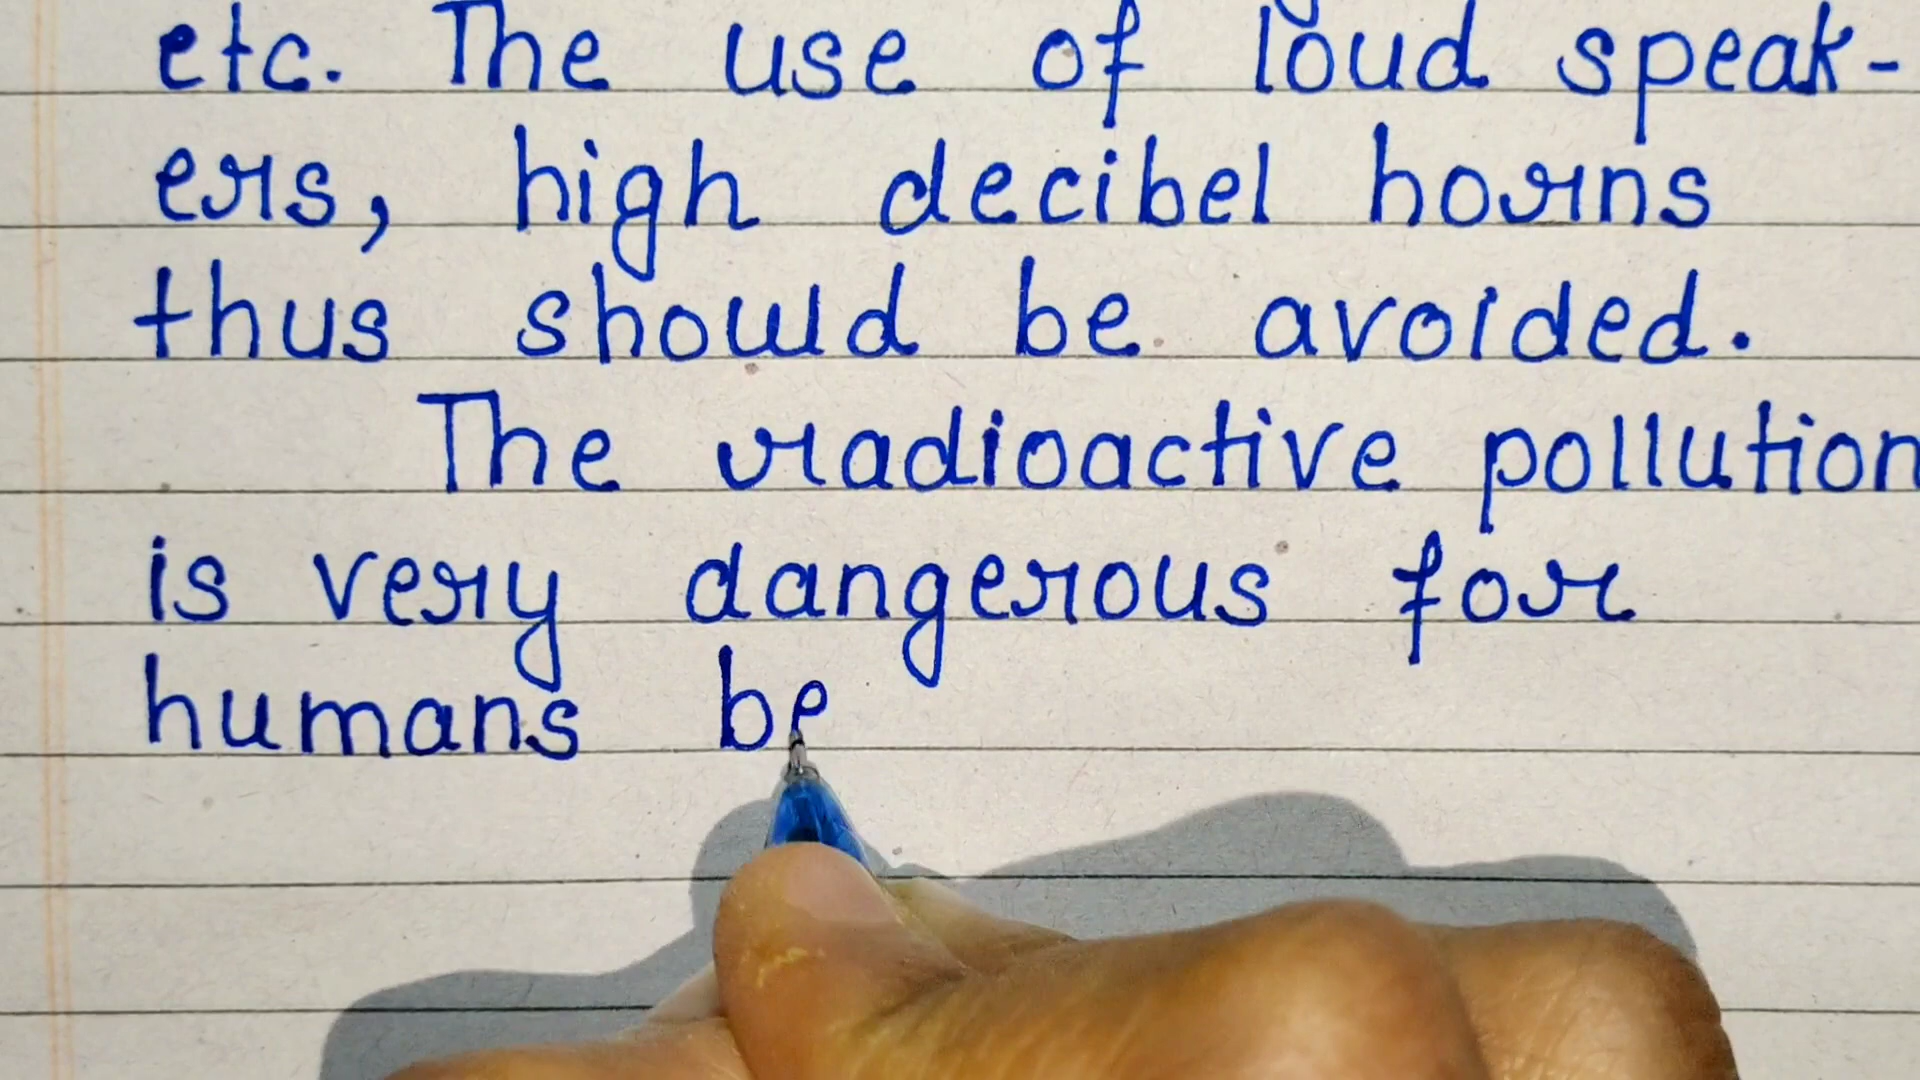 etc. The use of loud speak-
ers, high decibel horns
thus should be avoided.
The radioactive pollution
is very dangerous for
humans be